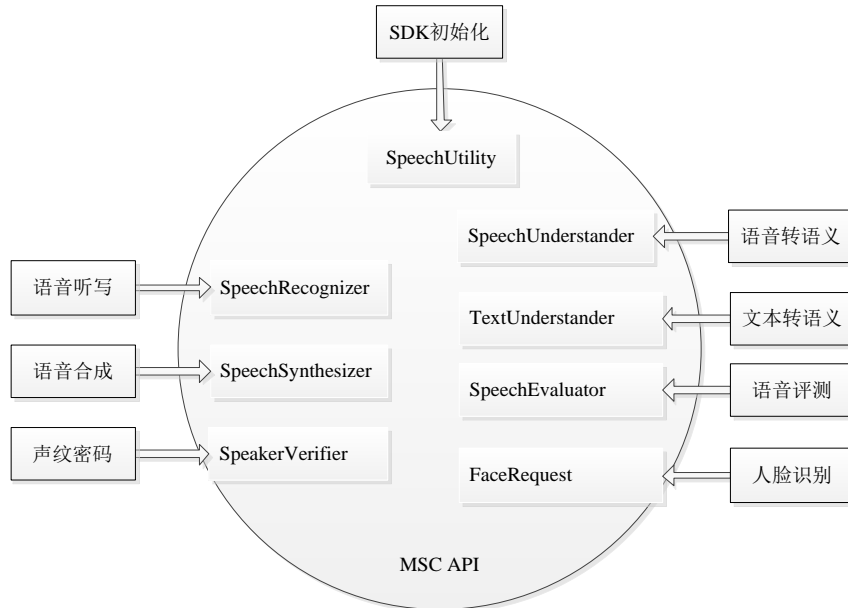 SDK初始化
SpeechUtility
SpeechUnderstander
语音转语义
语音听写
SpeechRecognizer
TextUnderstander
文本转语义
语音合成
SpeechSynthesizer
SpeechEvaluator
语音评测
声纹密码
SpeakerVerifier
FaceRequest
人脸识别
MSC API